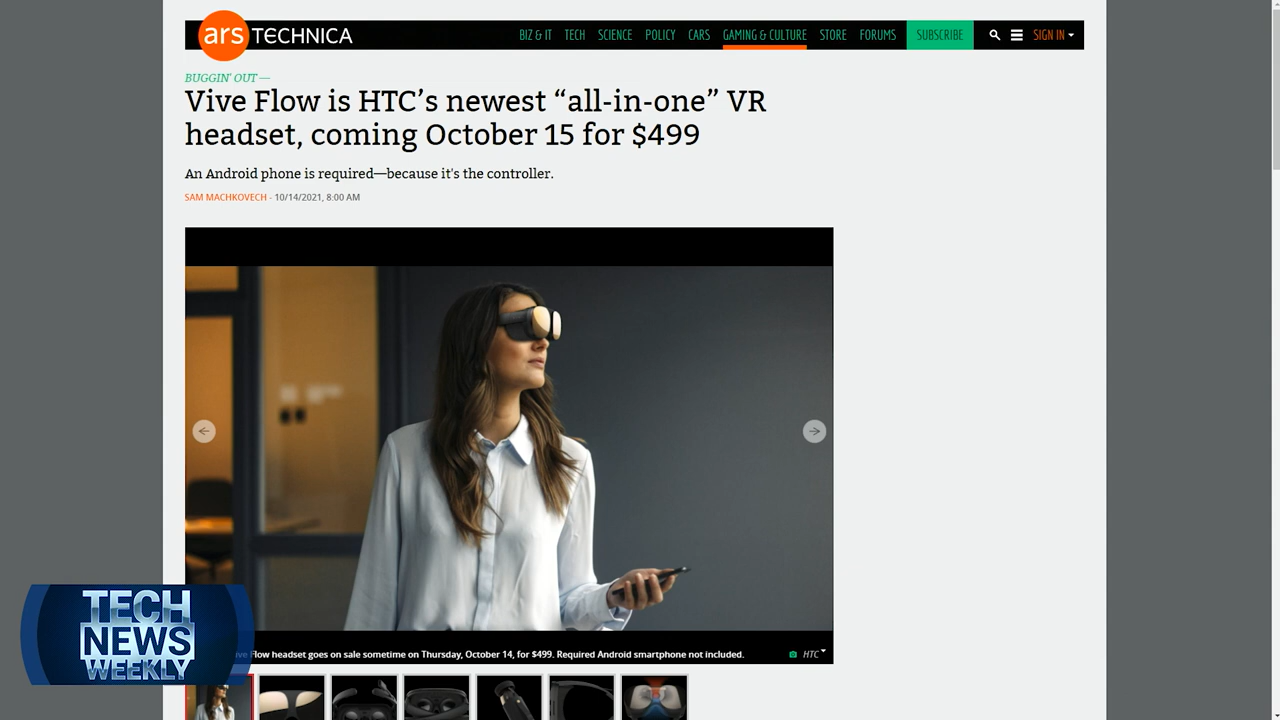 ars TECHNICA
BIZ & IT TECH SCIENCE POLICY CARS GAMING & CULTURE STORE FORUMS SUBSCRIBE SIGN IN
BUGGIN' OUT —
Vive Flow is HTC’s newest “all-in-one” VR
headset, coming October 15 for $499
An Android phone is required—because it's the controller.
SAM MACHKOVECH - 10/14/2021, 8:00 AM
Flow headset goes on sale sometime on Thursday, October 14, for $499. Required Android smartphone not included.
HTC
TECH
NEWS
WEEKLY